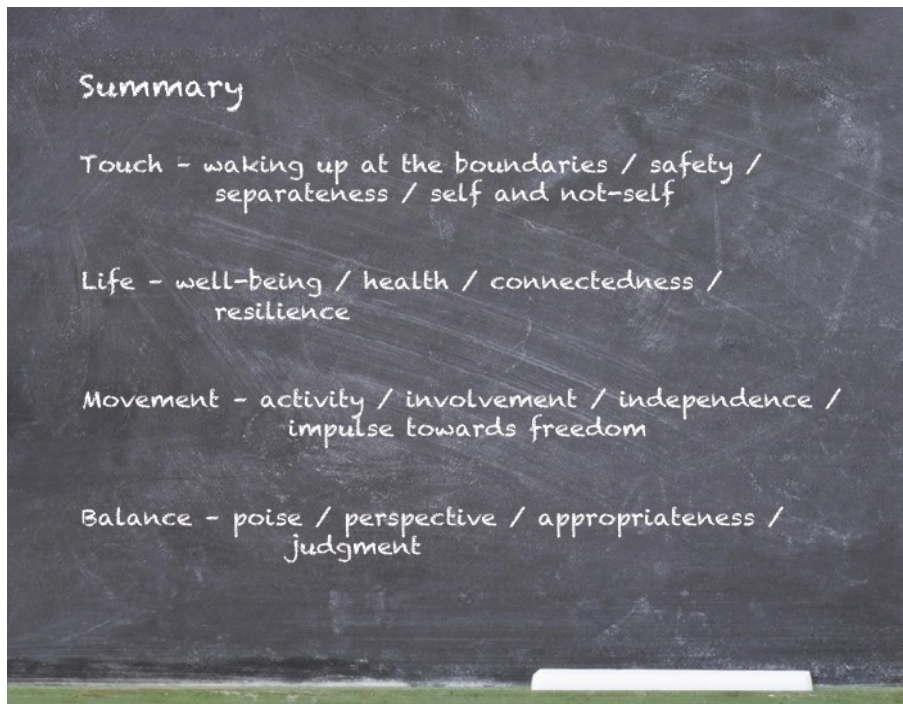 Summary
Touch - waking up at the boundaries / safety /
separateness / self and not-self
Life - well-being / health / connectedness /
resilience
Movement - activity / involvement / independence /
impulse towards freedom
Balance - poise / perspective / appropriateness /
judgment